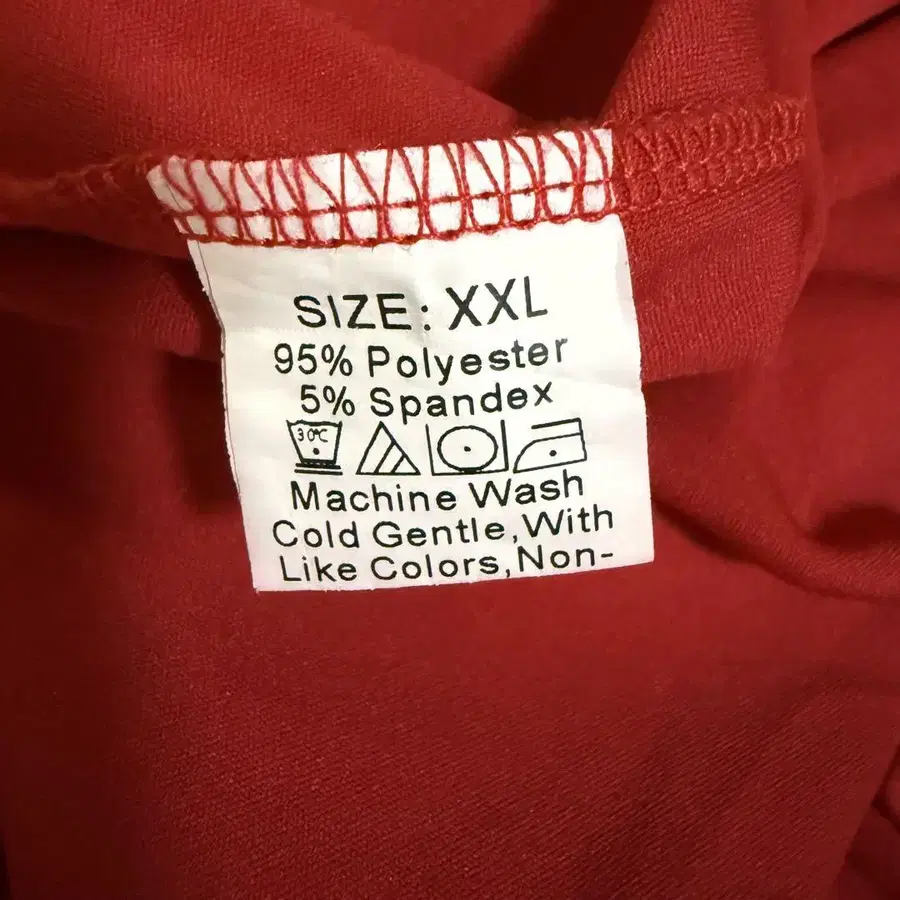 SIZE: XXL
95% Polyester
5% Spandex
30°C
Machine Wash
Cold Gentle, With
Like Colors, Non-